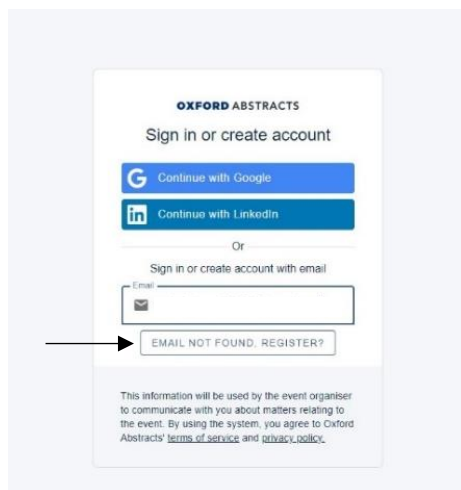 OXFORD ABSTRACTS
Sign in or create account
G Continue with Google
in Continue with LinkedIn
Or
Sign in or create account with email
Email
EMAIL NOT FOUND, REGISTER?
This information will be used by the event organiser
to communicate with you about matters relating to
the event. By using the system, you agree to Oxford
Abstracts' terms of service and privacy policy.